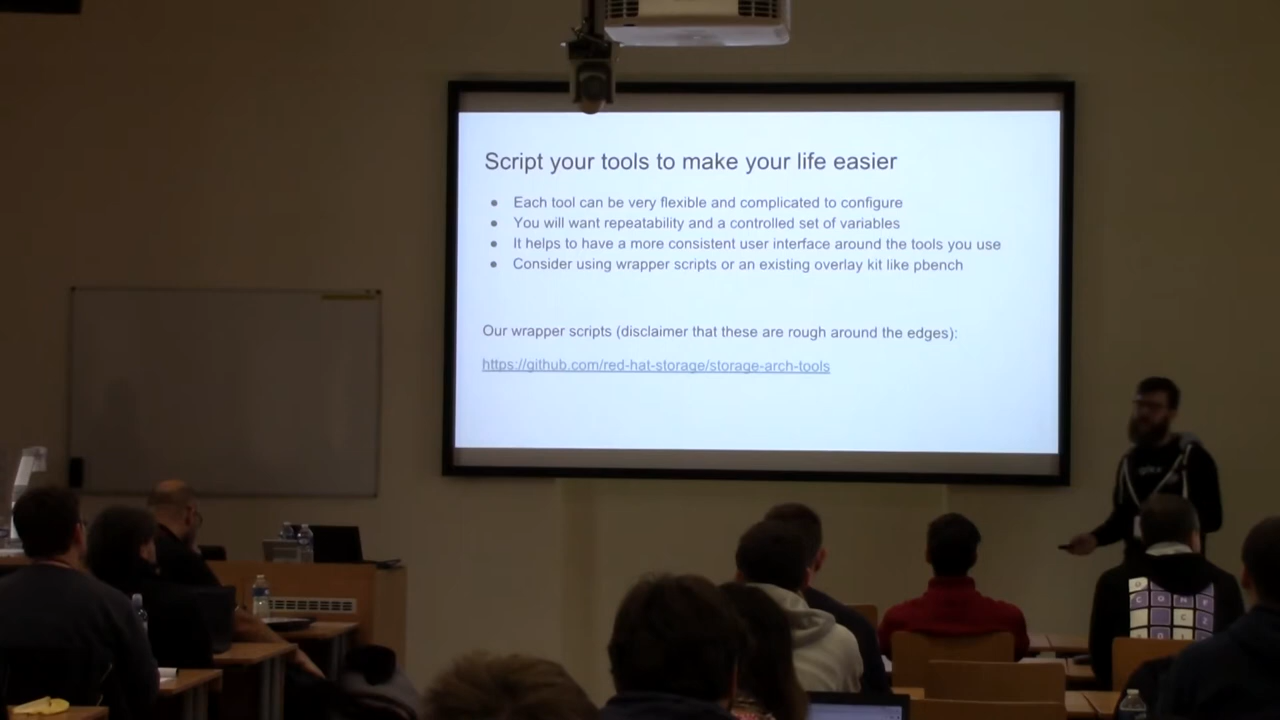 Script your tools to make your life easier
● Each tool can be very flexible and complicated to configure
● You will want repeatability and a controlled set of variables
● It helps to have a more consistent user interface around the tools you use
● Consider using wrapper scripts or an existing overlay kit like pbench
Our wrapper scripts (disclaimer that these are rough around the edges):
https://github.com/red-hat-storage/storage-arch-tools